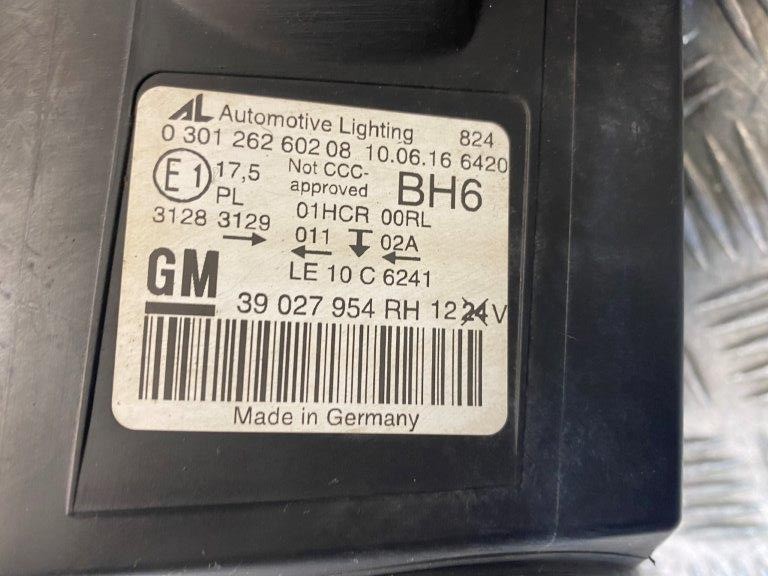 AL Automotive Lighting 824
0 301 262 602 08 10.06.16 6420
E1 17,5 Not CCC- BH6
PL approved
3128 3129 01HCR 00RL
→ 011 ← ↓ 02A ←
LE 10 C 6241
GM
39 027 954 RH 12 24 V
Made in Germany